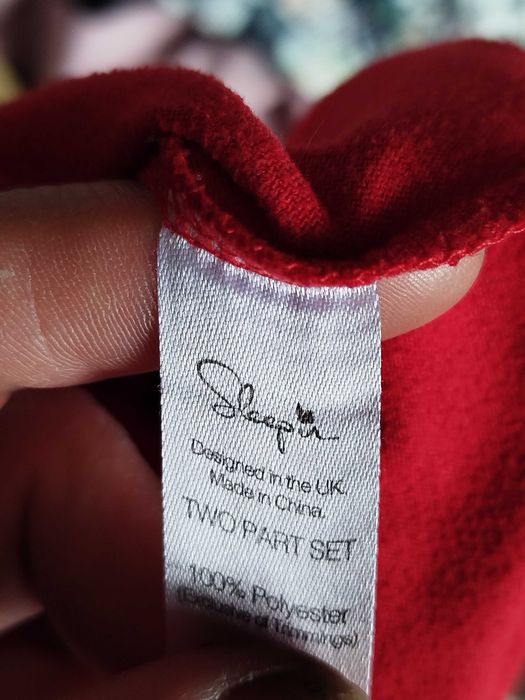 Sleepin
Designed in the UK.
Made in China.
TWO PART SET
100% Polyester
(Exclusive of Trimmings)